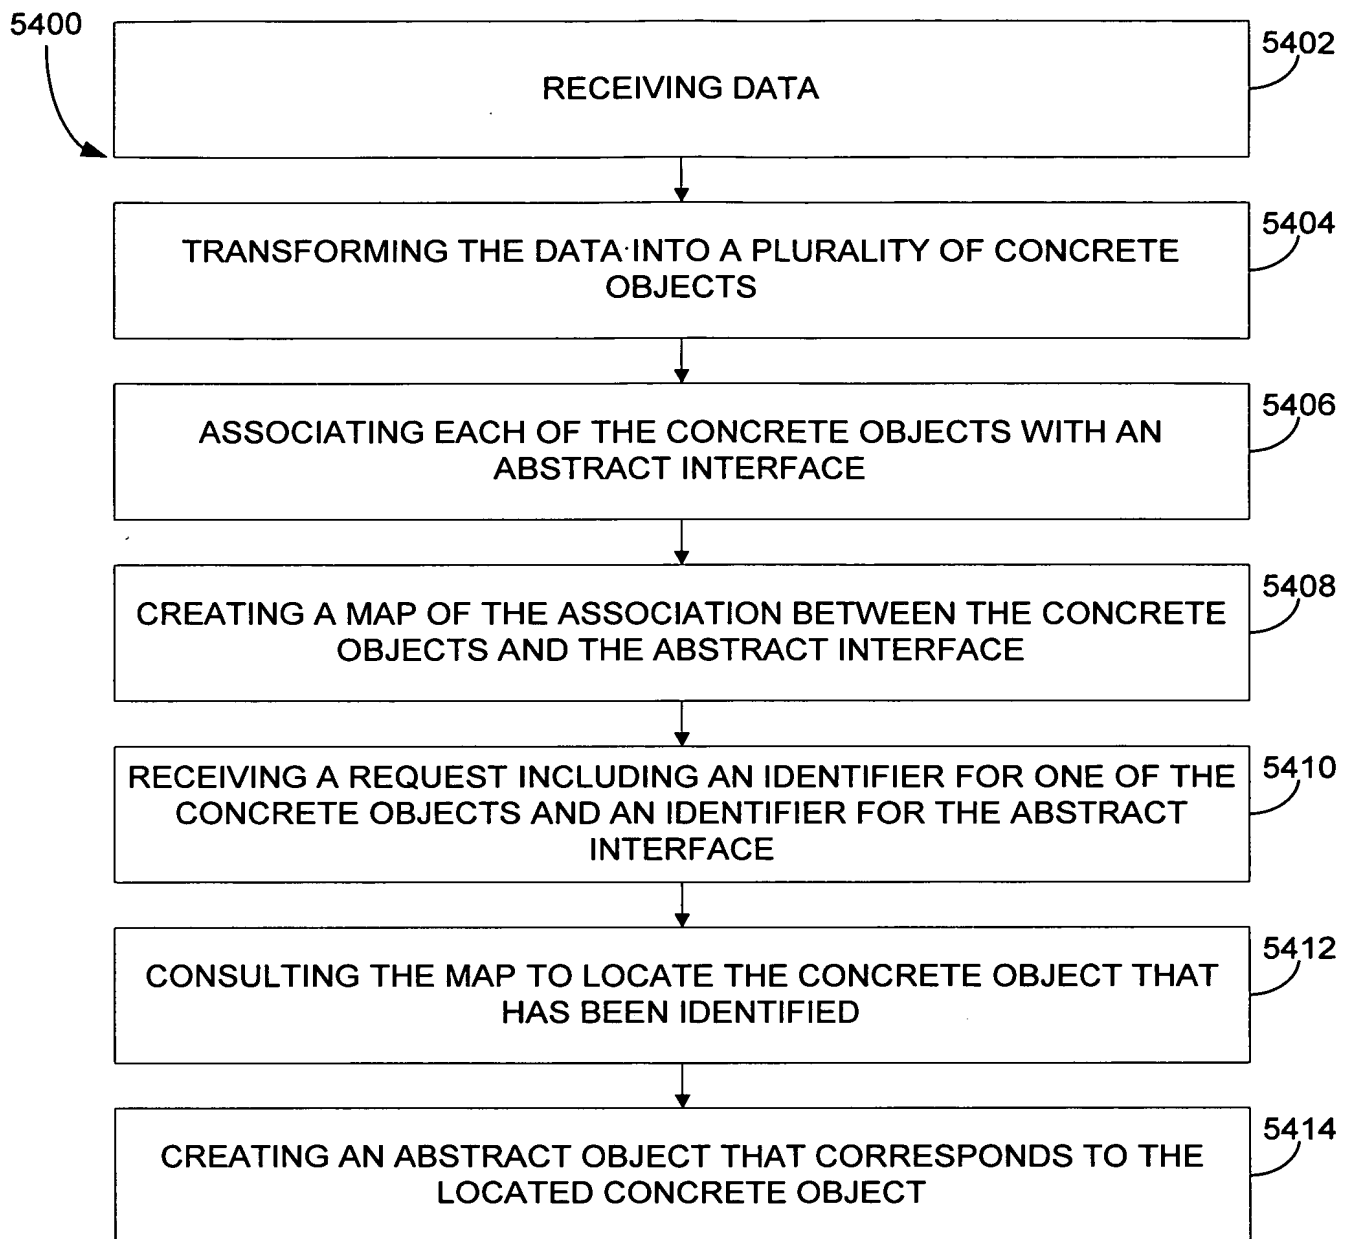 5400
RECEIVING DATA
5402
TRANSFORMING THE DATA INTO A PLURALITY OF CONCRETE
OBJECTS
5404
ASSOCIATING EACH OF THE CONCRETE OBJECTS WITH AN
ABSTRACT INTERFACE
5406
CREATING A MAP OF THE ASSOCIATION BETWEEN THE CONCRETE
OBJECTS AND THE ABSTRACT INTERFACE
5408
RECEIVING A REQUEST INCLUDING AN IDENTIFIER FOR ONE OF THE
CONCRETE OBJECTS AND AN IDENTIFIER FOR THE ABSTRACT
INTERFACE
5410
CONSULTING THE MAP TO LOCATE THE CONCRETE OBJECT THAT
HAS BEEN IDENTIFIED
5412
CREATING AN ABSTRACT OBJECT THAT CORRESPONDS TO THE
LOCATED CONCRETE OBJECT
5414